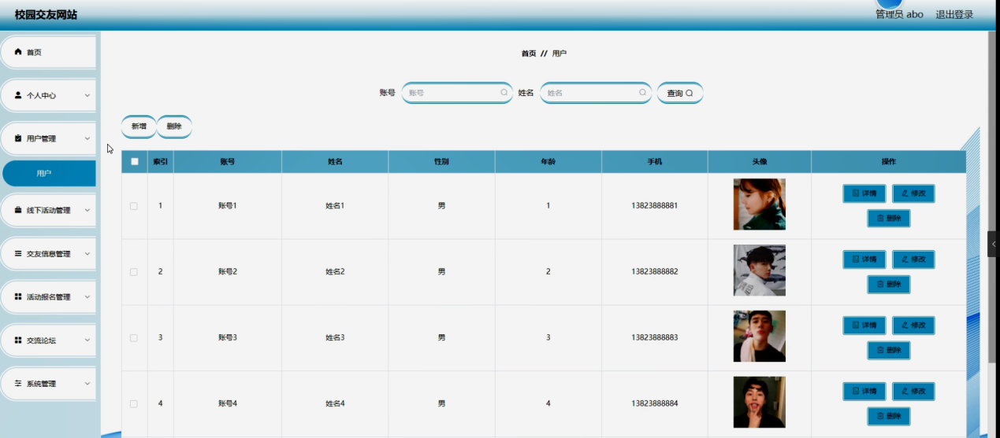 校园交友网站
管理员 abo 退出登录
首页
个人中心
用户管理
用户
线下活动管理
交友信息管理
活动报名管理
交流论坛
系统管理
首页 // 用户
账号 账号 姓名 姓名 查询
新增 删除
索引 账号 姓名 性别 年龄 手机 头像 操作
1 账号1 姓名1 男 1 13823888881 详情 修改
删除
2 账号2 姓名2 男 2 13823888882 详情 修改
删除
3 账号3 姓名3 男 3 13823888883 详情 修改
删除
4 账号4 姓名4 男 4 13823888884 详情 修改
删除